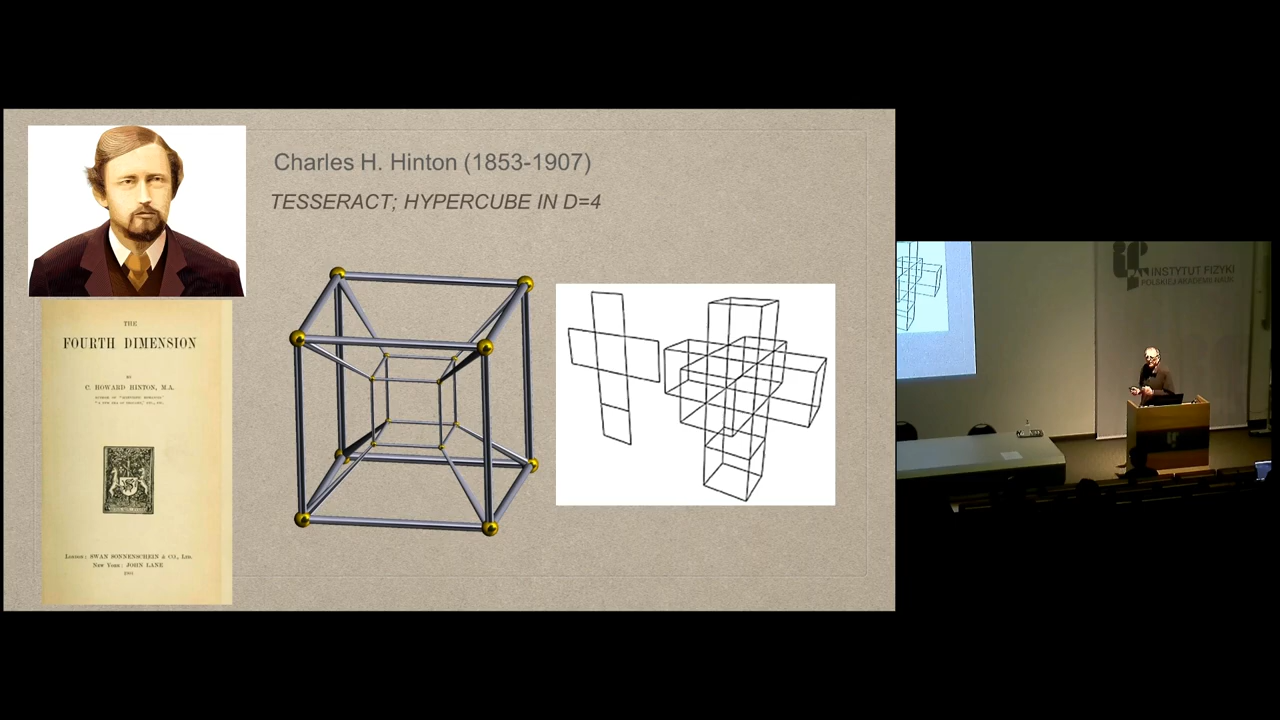 Charles H. Hinton (1853-1907)
TESSERACT; HYPERCUBE IN D=4
THE
FOURTH DIMENSION
BY
C. HOWARD HINTON, M.A.
London: SWAN SONNENSCHEIN & CO., Ltd.
New York: JOHN LANE
INSTYTUT FIZYKI
POLSKIEJ AKADEMII NAUK